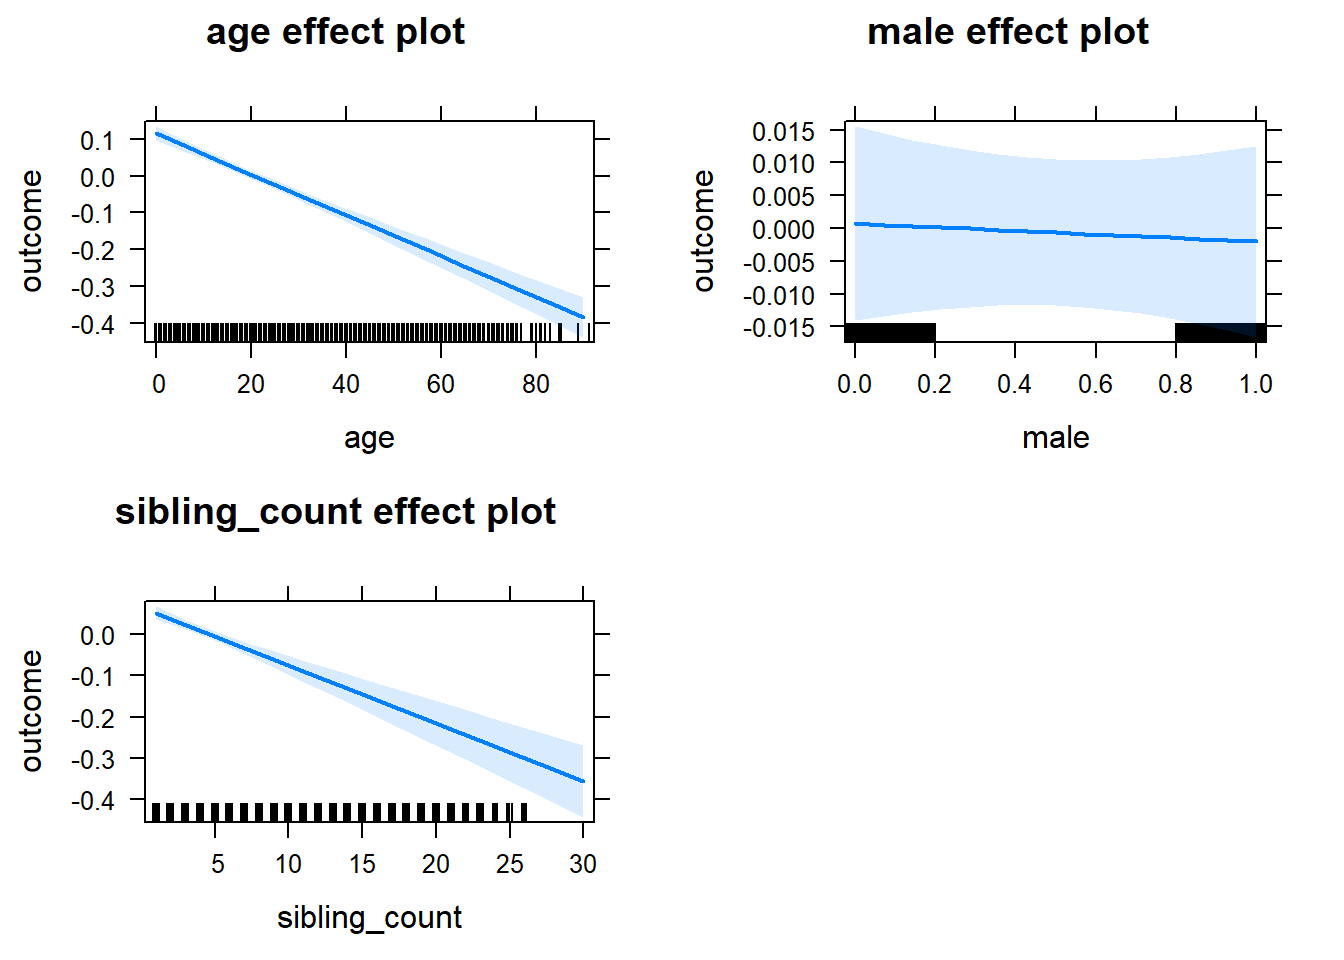 age effect plot
outcome
0.1
0.0
-0.1
-0.2
-0.3
-0.4
0 20 40 60 80
age
male effect plot
outcome
0.015
0.010
0.005
0.000
-0.005
-0.010
-0.015
0.0 0.2 0.4 0.6 0.8 1.0
male
sibling_count effect plot
outcome
0.0
-0.1
-0.2
-0.3
-0.4
5 10 15 20 25 30
sibling_count